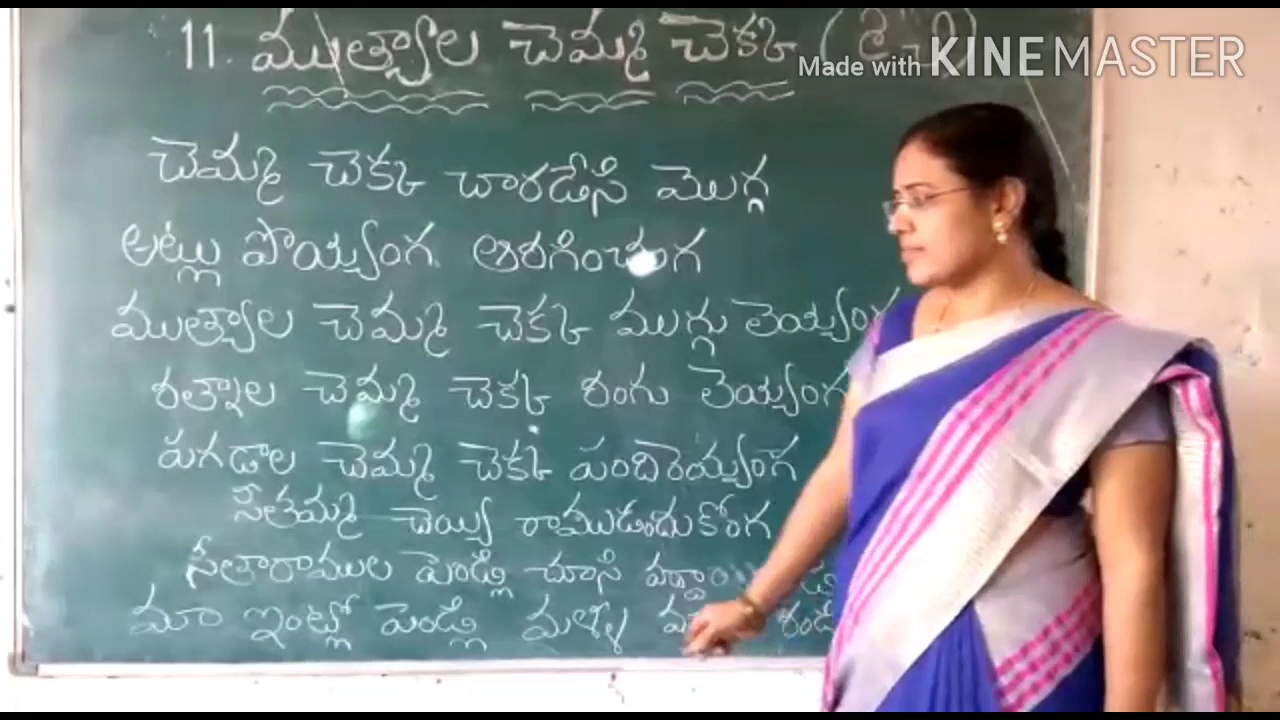 11. ముత్యాల చెమ్మ చెక్క
Made with KINEMASTER
చెమ్మ చెక్క చారడేసి మొగ్గ
అట్లు పొయ్యంగ ఆరగించంగ
ముత్యాల చెమ్మ చెక్క ముగ్గు లెయ్యంగ
రత్నాల చెమ్మ చెక్క రంగు లెయ్యంగ
పగడాల చెమ్మ చెక్క పందిరెయ్యంగ
సీతమ్మ చెయ్యి రాముడందుకోంగ
సీతారాముల పెండ్లి చూసి
మా ఇంట్లో పెండ్లి మళ్ళీ